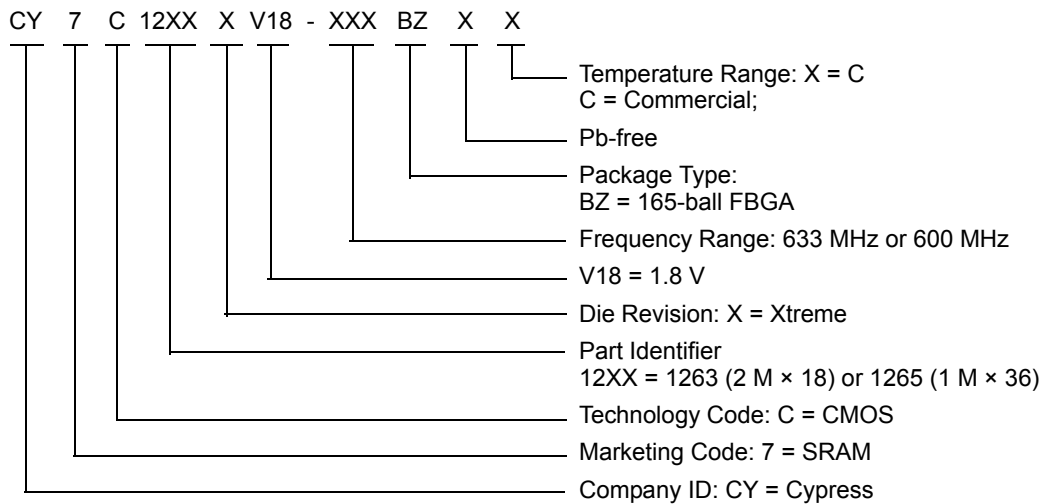 CY 7 C 12XX X V18 - XXX BZ X X
Temperature Range: X = C
C = Commercial;
Pb-free
Package Type:
BZ = 165-ball FBGA
Frequency Range: 633 MHz or 600 MHz
V18 = 1.8 V
Die Revision: X = Xtreme
Part Identifier
12XX = 1263 (2 M × 18) or 1265 (1 M × 36)
Technology Code: C = CMOS
Marketing Code: 7 = SRAM
Company ID: CY = Cypress